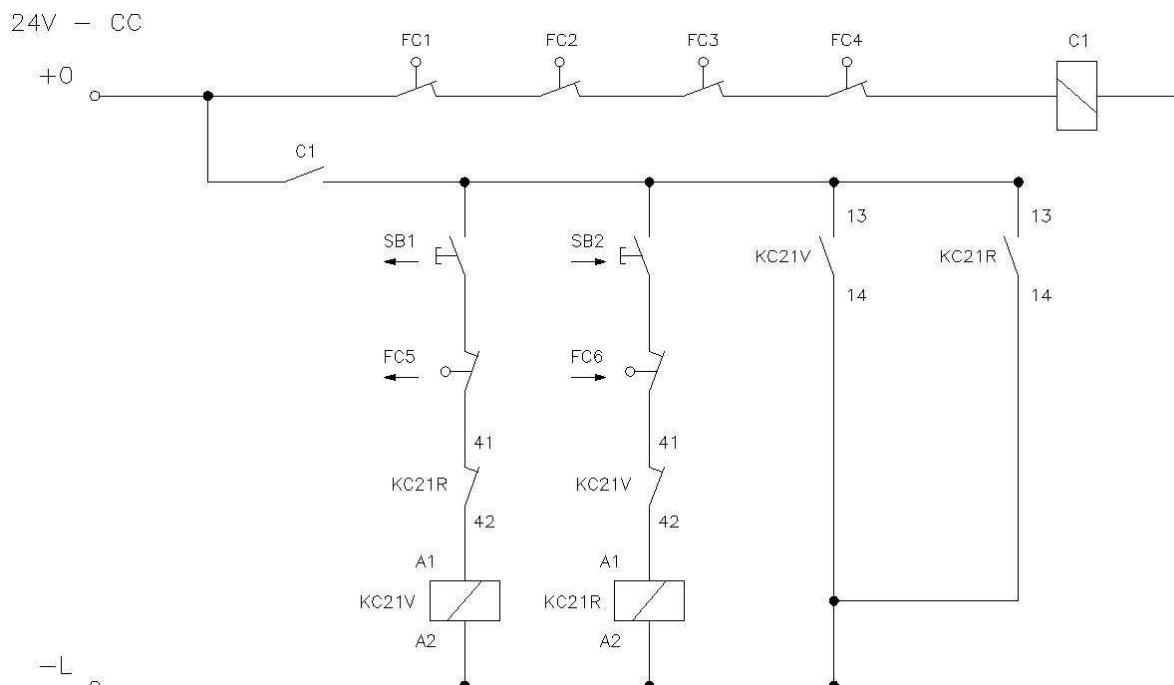 24V - CC
FC1 FC2 FC3 FC4 C1
+0
C1
13 13
SB1 SB2 KC21V KC21R
14 14
FC5 FC6
41 41
KC21R KC21V
42 42
A1 A1
KC21V KC21R
A2 A2
-L